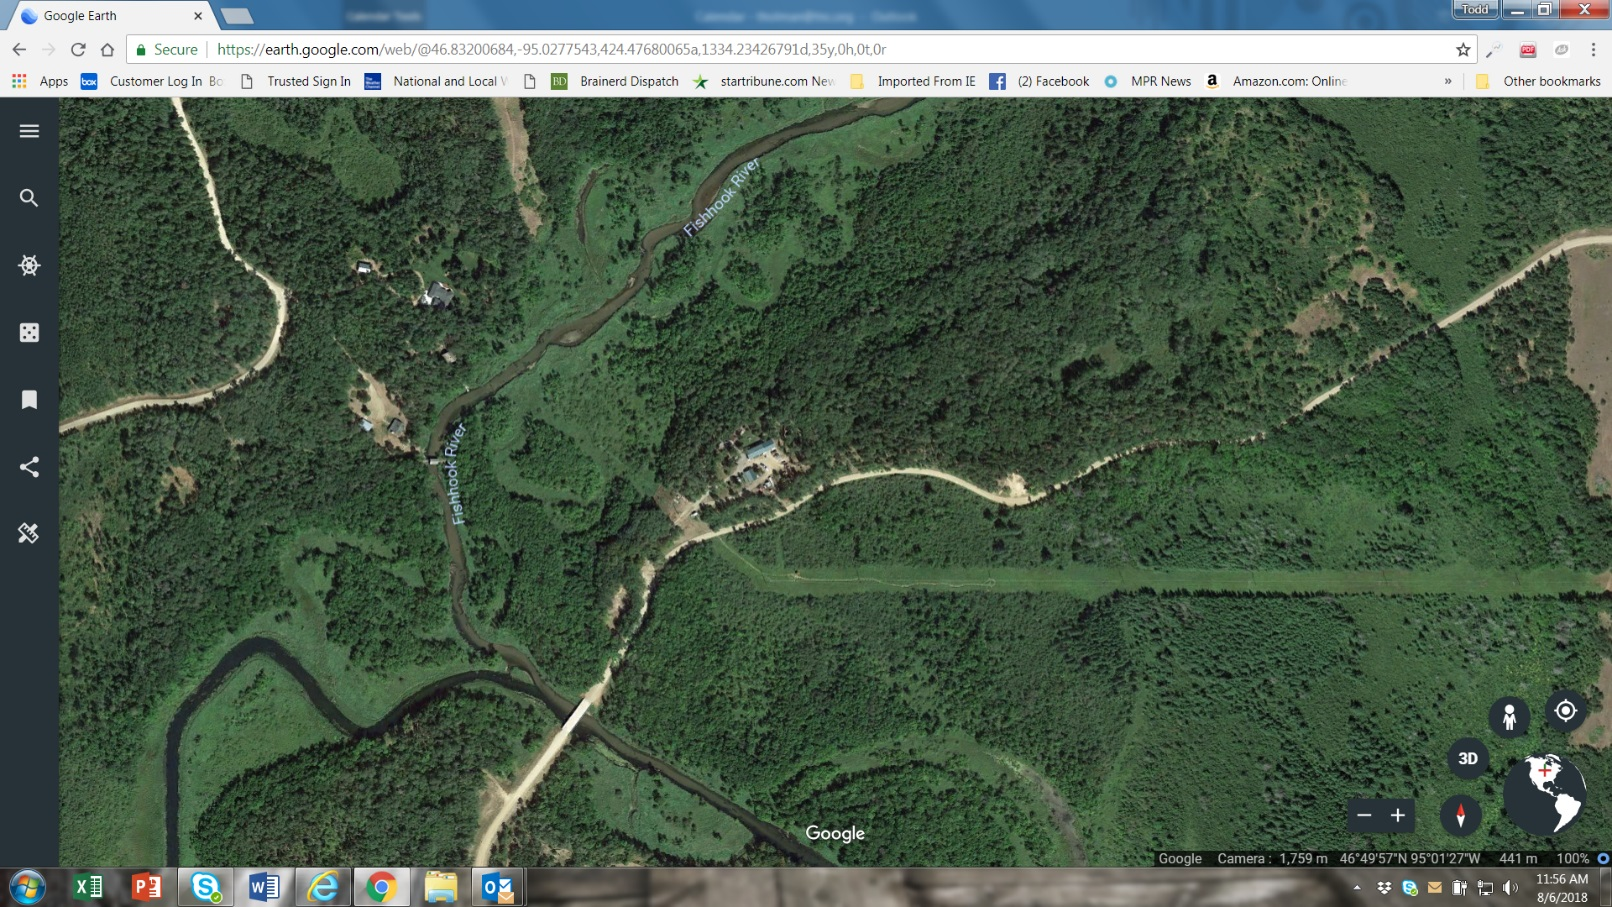 Google Earth
Todd
Secure
https://earth.google.com/web/@46.83200684,-95.0277543,424.47680065a,1334.23426791d,35y,0h,0t,0r
Apps
box
Customer Log In
Trusted Sign In
National and Local
BD
Brainerd Dispatch
startribune.com
Imported From IE
(2) Facebook
MPR News
a
Amazon.com: Online
»
Other bookmarks
Fishhook River
Fishhook River
3D
Google
Google Camera : 1,759 m 46°49'57"N 95°01'27"W 441 m 100%
11:56 AM
8/6/2018